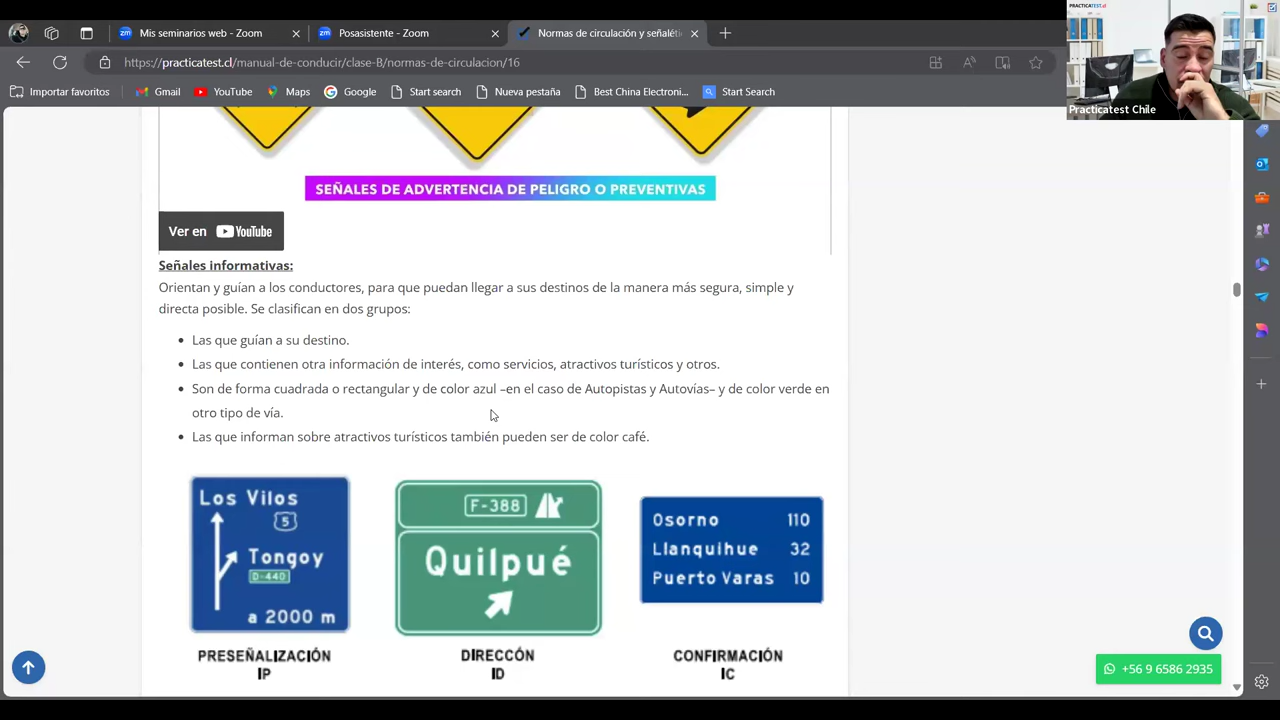 Mis seminarios web - Zoom
Posasistente - Zoom
Normas de circulación y señaléti
https://practicatest.cl/manual-de-conducir/clase-B/normas-de-circulacion/16
Importar favoritos
Gmail
YouTube
Maps
Google
Start search
Nueva pestaña
Best China Electroni...
Start Search
PRACTICATEST.cl
Practicatest Chile
SEÑALES DE ADVERTENCIA DE PELIGRO O PREVENTIVAS
Ver en YouTube
Señales informativas:
Orientan y guían a los conductores, para que puedan llegar a sus destinos de la manera más segura, simple y
directa posible. Se clasifican en dos grupos:
Las que guían a su destino.
Las que contienen otra información de interés, como servicios, atractivos turísticos y otros.
Son de forma cuadrada o rectangular y de color azul –en el caso de Autopistas y Autovías– y de color verde en
otro tipo de vía.
Las que informan sobre atractivos turísticos también pueden ser de color café.
Los Vilos
5
Tongoy
D-440
a 2000 m
PRESEÑALIZACIÓN
IP
F-388
Quilpué
DIRECCÓN
ID
Osorno 110
Llanquihue 32
Puerto Varas 10
CONFIRMACIÓN
IC
+56 9 6586 2935